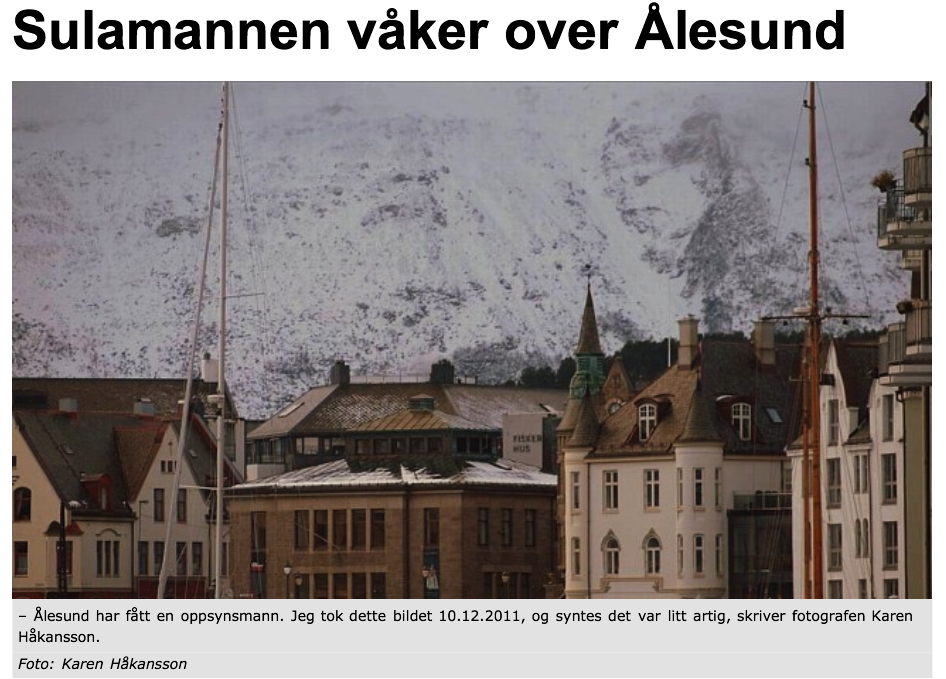 Sulamannen våker over Ålesund
FISKER
HUS
– Ålesund har fått en oppsynsmann. Jeg tok dette bildet 10.12.2011, og syntes det var litt artig, skriver fotografen Karen
Håkansson.
Foto: Karen Håkansson